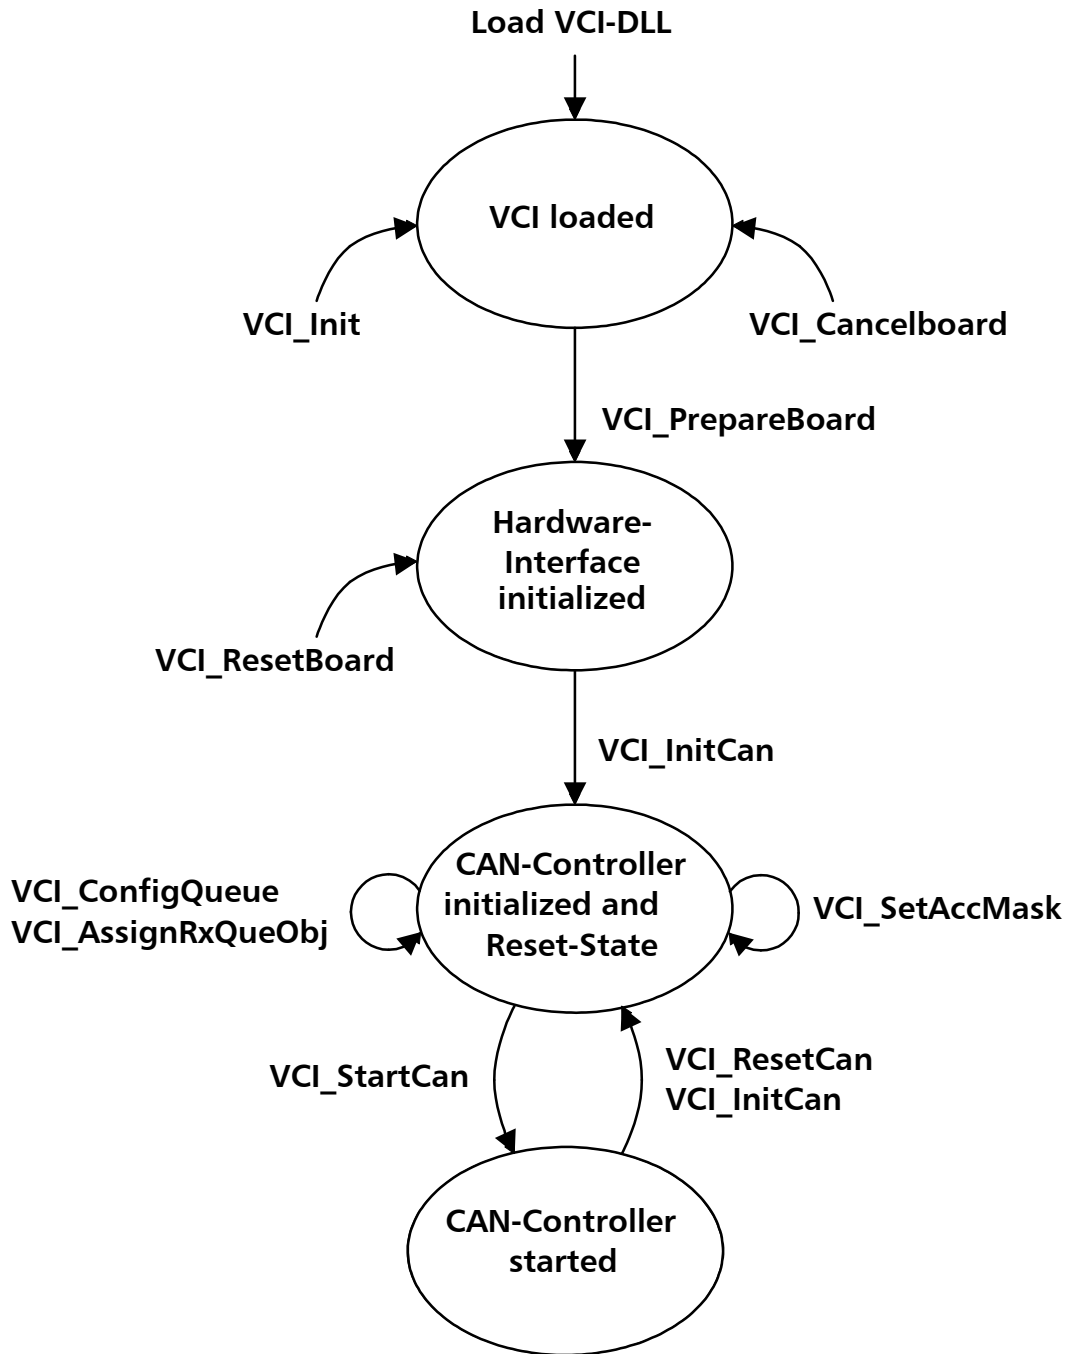 Load VCI-DLL
VCI loaded
VCI_Init
VCI_Cancelboard
VCI_PrepareBoard
Hardware-
Interface
initialized
VCI_ResetBoard
VCI_InitCan
CAN-Controller
initialized and
Reset-State
VCI_ConfigQueue
VCI_AssignRxQueObj
VCI_SetAccMask
VCI_StartCan
VCI_ResetCan
VCI_InitCan
CAN-Controller
started